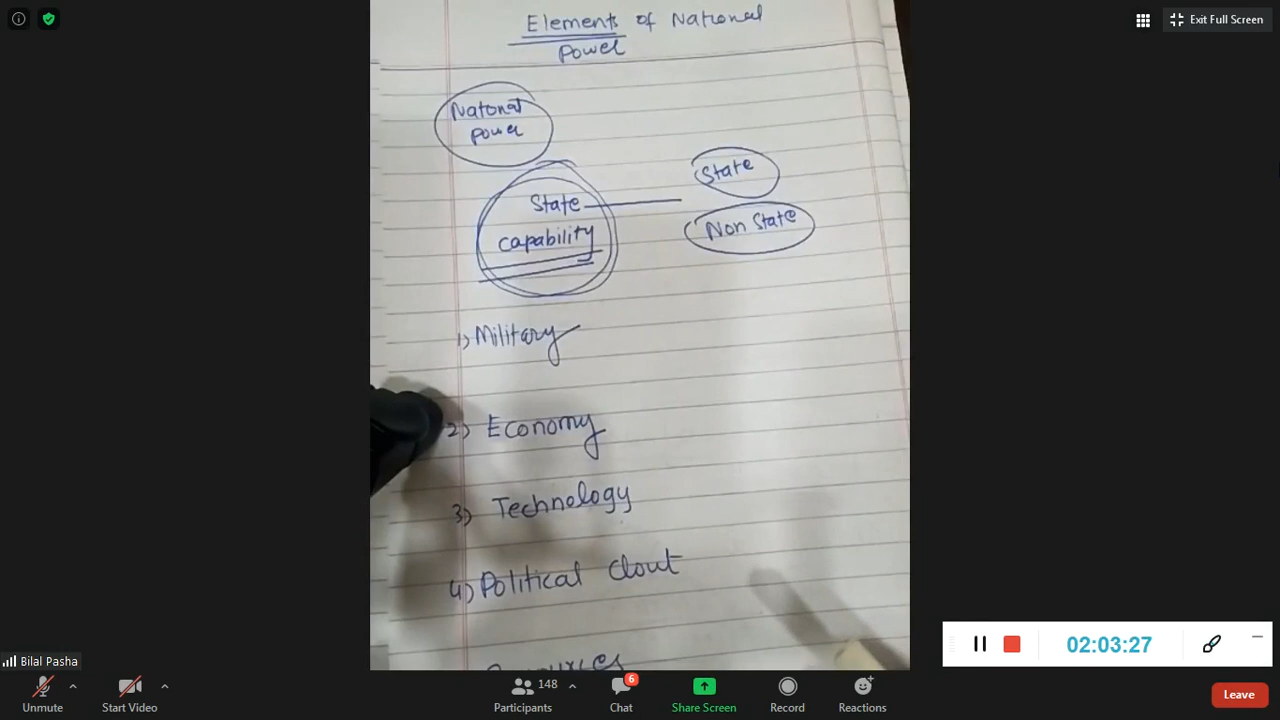 Exit Full Screen
Elements of National
Power
Natonal
power
State
State
capability
Non State
1) Military
2) Economy
3) Technology
4) Political Clout
Resources
02:03:27
Bilal Pasha
Unmute
Start Video
148
Participants
6
Chat
Share Screen
Record
Reactions
Leave